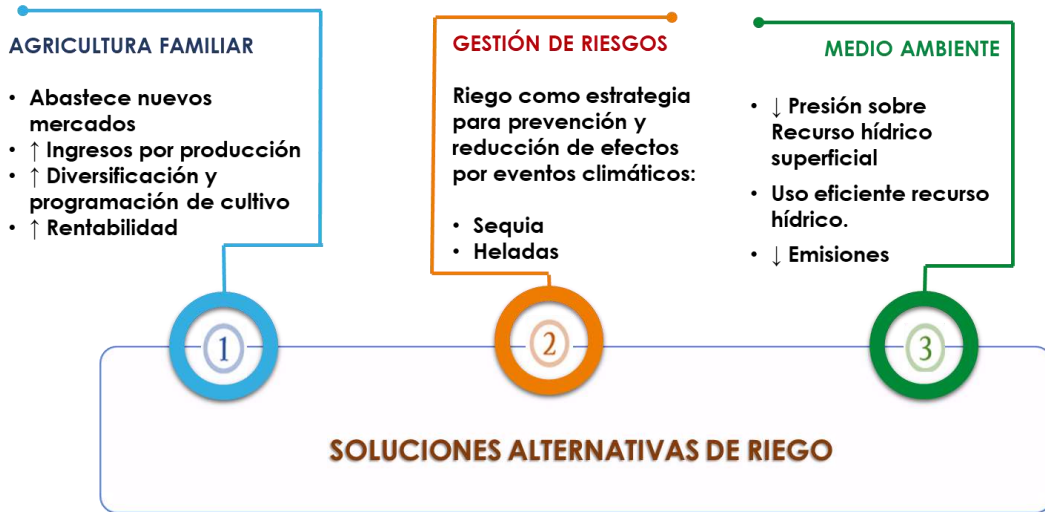 AGRICULTURA FAMILIAR
• Abastece nuevos
mercados
• ↑ Ingresos por producción
• ↑ Diversificación y
programación de cultivo
• ↑ Rentabilidad
GESTIÓN DE RIESGOS
Riego como estrategia
para prevención y
reducción de efectos
por eventos climáticos:
• Sequia
• Heladas
MEDIO AMBIENTE
• ↓ Presión sobre
Recurso hídrico
superficial
• Uso eficiente recurso
hídrico.
• ↓ Emisiones
1
2
3
SOLUCIONES ALTERNATIVAS DE RIEGO